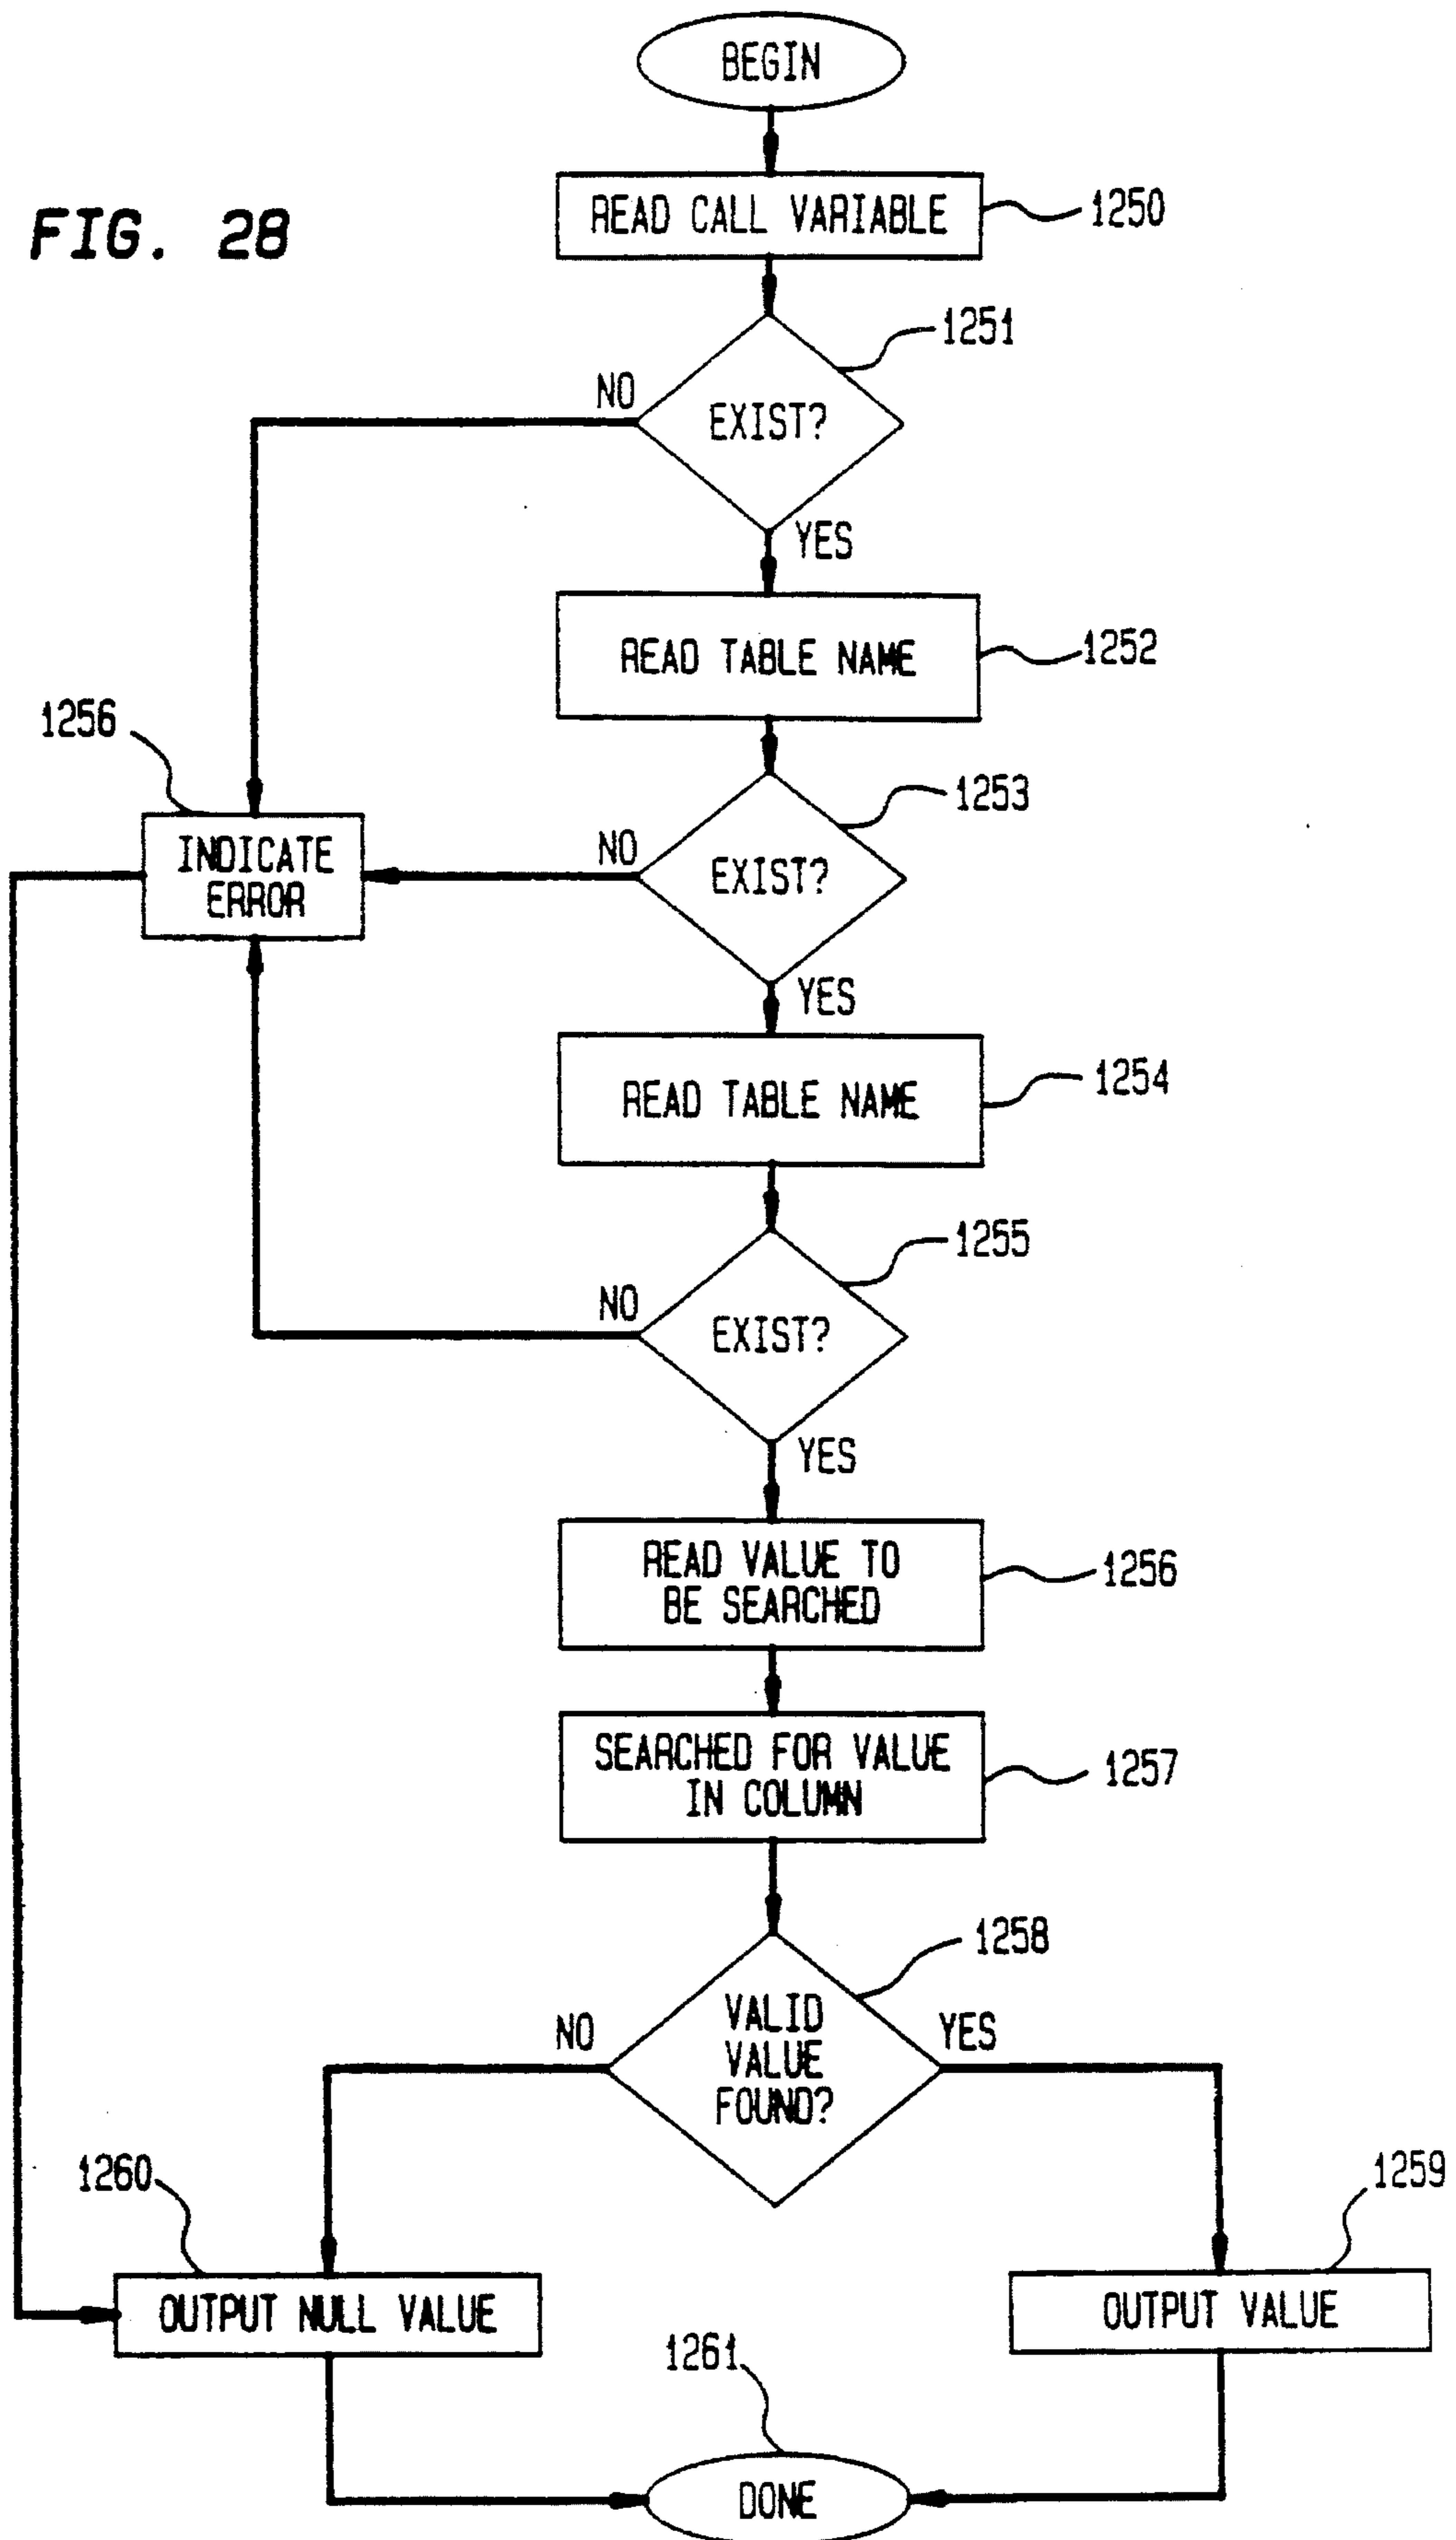 BEGIN
FIG. 28
READ CALL VARIABLE
1250
1251
NO
EXIST?
YES
READ TABLE NAME
1252
1256
1253
INDICATE
ERROR
NO
EXIST?
YES
READ TABLE NAME
1254
1255
NO
EXIST?
YES
READ VALUE TO
BE SEARCHED
1256
SEARCHED FOR VALUE
IN COLUMN
1257
1258
NO
VALID
VALUE
FOUND?
YES
1260
1259
OUTPUT NULL VALUE
OUTPUT VALUE
1261
DONE